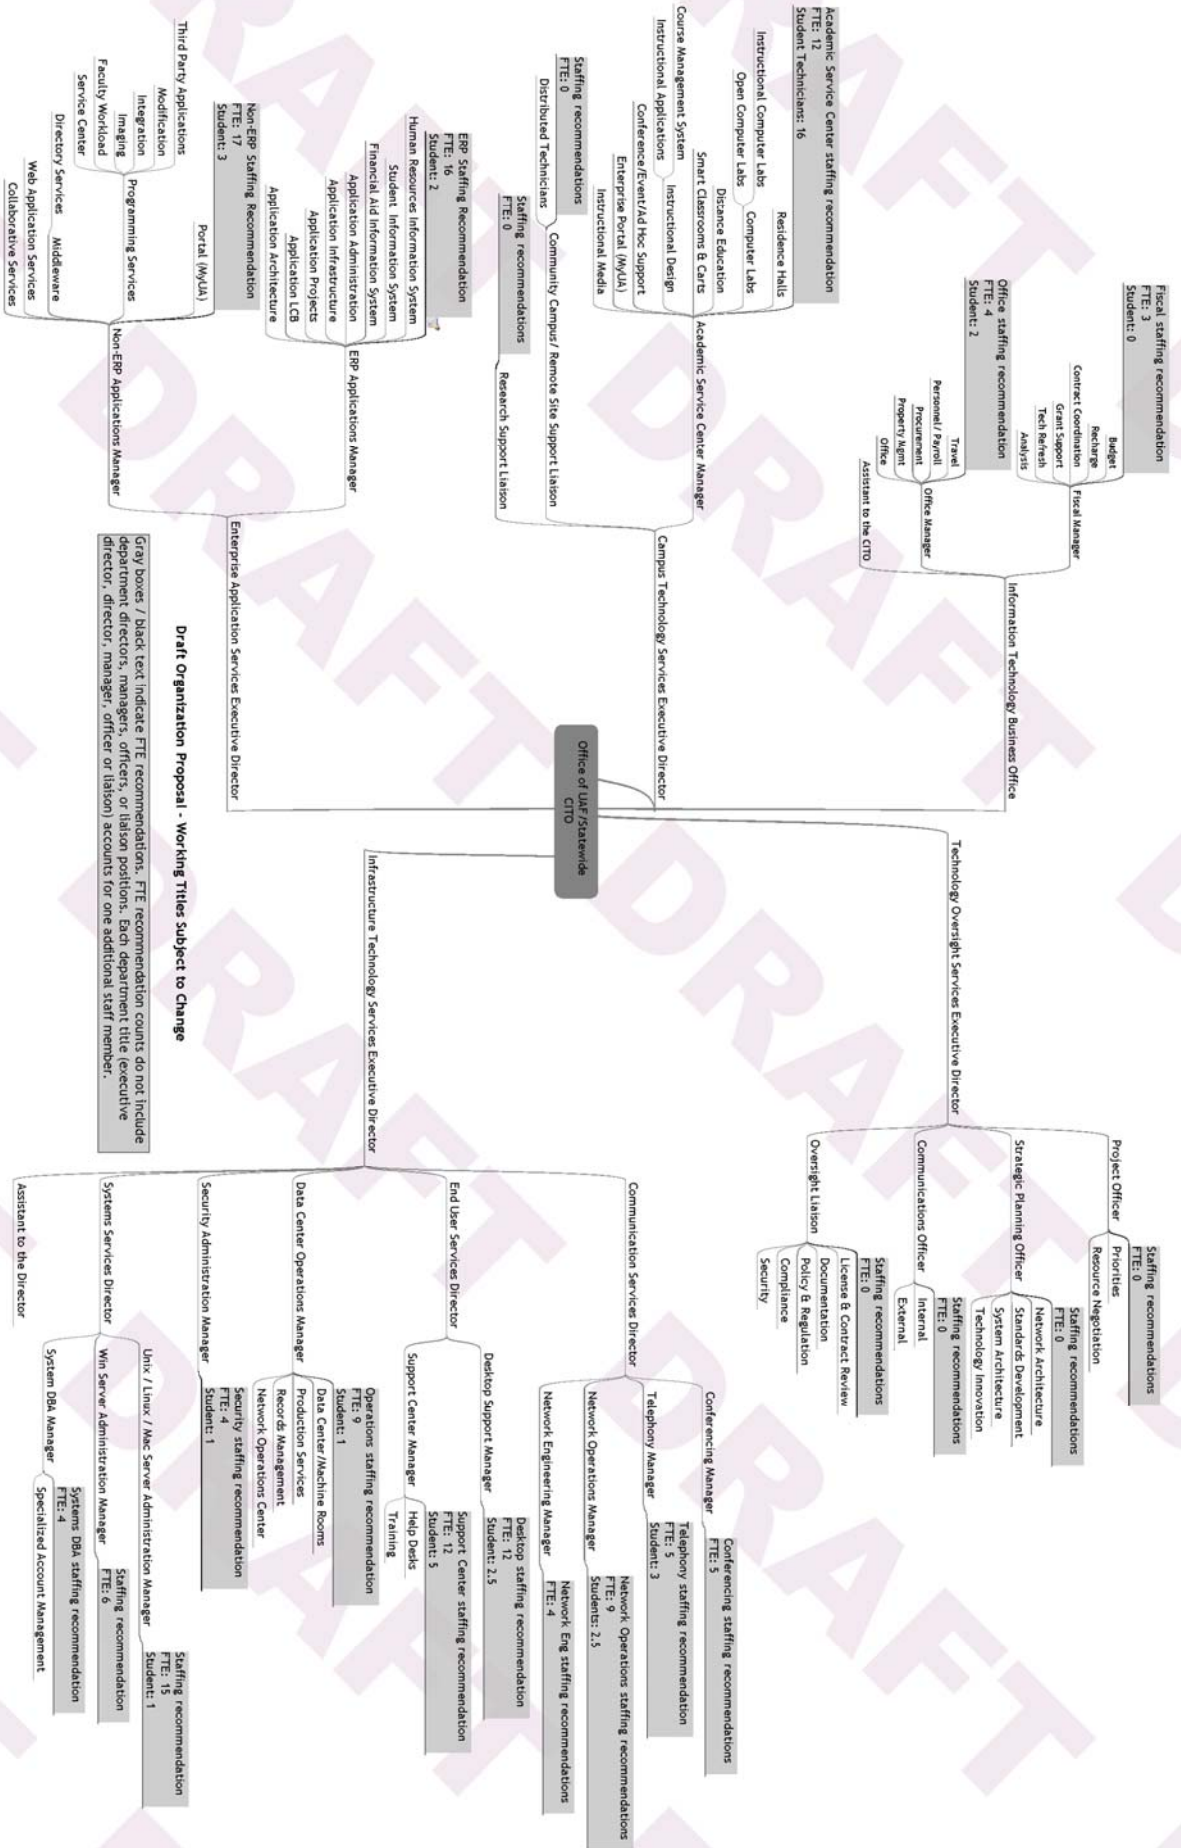 Fiscal staffing recommendation
FTE: 3
Student: 0
Budget
Recharge
Contract Coordination
Grant Support
Tech Refresh
Analysis
Fiscal Manager
Office staffing recommendation
FTE: 4
Student: 2
Travel
Personnel / Payroll
Procurement
Property Mgmt
Office
Office Manager
Assistant to the CITO
Information Technology Business Office
Academic Service Center staffing recommendation
FTE: 12
Student Technicians: 16
Residence Halls
Instructional Computer Labs
Open Computer Labs
Computer Labs
Distance Education
Smart Classrooms & Carts
Course Management System
Instructional Applications
Instructional Design
Conference/Event/Ad Hoc Support
Enterprise Portal (MyUA)
Instructional Media
Academic Service Center Manager
Staffing recommendations
FTE: 0
Distributed Technicians
Community Campus/ Remote Site Support Liaison
Staffing recommendations
FTE: 0
Research Support Liaison
Campus Technology Services Executive Director
ERP Staffing Recommendation
FTE: 16
Student: 2
Human Resources Information System
Student Information System
Financial Aid Information System
Application Administration
Application Infrastructure
Application Projects
Application LCB
Application Architecture
ERP Applications Manager
Non-ERP Staffing Recommendation
FTE: 17
Student: 3
Portal (MyUA)
Third Party Applications
Modification
Integration
Imaging
Faculty Workload
Service Center
Programming Services
Directory Services
Middleware
Web Application Services
Collaborative Services
Non-ERP Applications Manager
Enterprise Application Services Executive Director
Office of UAF/Statewide
CITO
Technology Oversight Services Executive Director
Project Officer
Staffing recommendations
FTE: 0
Priorities
Resource Negotiation
Strategic Planning Officer
Staffing recommendations
FTE: 0
Network Architecture
Standards Development
System Architecture
Technology Innovation
Communications Officer
Staffing recommendations
FTE: 0
Internal
External
Oversight Liaison
Staffing recommendations
FTE: 0
License & Contract Review
Documentation
Policy & Regulation
Compliance
Security
Infrastructure Technology Services Executive Director
Communication Services Director
Conferencing Manager
Conferencing staffing recommendations
FTE: 5
Telephony Manager
Telephony staffing recommendation
FTE: 5
Student: 3
Network Operations Manager
Network Operations staffing recommendations
FTE: 9
Students: 2.5
Network Engineering Manager
Network Eng staffing recommendations
FTE: 4
End User Services Director
Desktop Support Manager
Desktop staffing recommendation
FTE: 12
Student: 2.5
Support Center Manager
Support Center staffing recommendation
FTE: 12
Student: 5
Help Desks
Training
Data Center Operations Manager
Operations staffing recommendation
FTE: 9
Student: 1
Data Center/Machine Rooms
Production Services
Records Management
Network Operations Center
Security Administration Manager
Security staffing recommendation
FTE: 4
Student: 1
Systems Services Director
Unix / Linux / Mac Server Administration Manager
Staffing recommendation
FTE: 15
Student: 1
Win Server Administration Manager
Staffing recommendation
FTE: 6
System DBA Manager
Systems DBA staffing recommendation
FTE: 4
Specialized Account Management
Assistant to the Director
Draft Organization Proposal - Working Titles Subject to Change
Gray boxes / black text indicate FTE recommendations. FTE recommendation counts do not include
department directors, managers, officers, or liaison positions. Each department title (executive
director, director, manager, officer or liaison) accounts for one additional staff member.
DRAFT
DRAFT
DRAFT
DRAFT
DRAFT
DRAFT
DRAFT